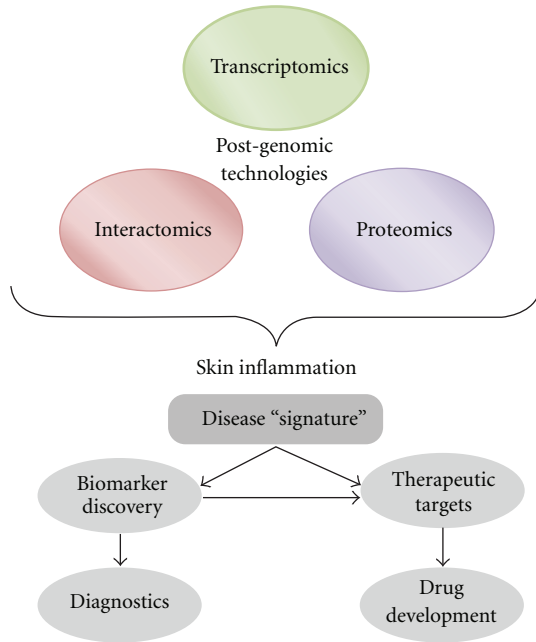 Transcriptomics
Post-genomic
technologies
Interactomics
Proteomics
Skin inflammation
Disease “signature”
Biomarker
discovery
Therapeutic
targets
Diagnostics
Drug
development